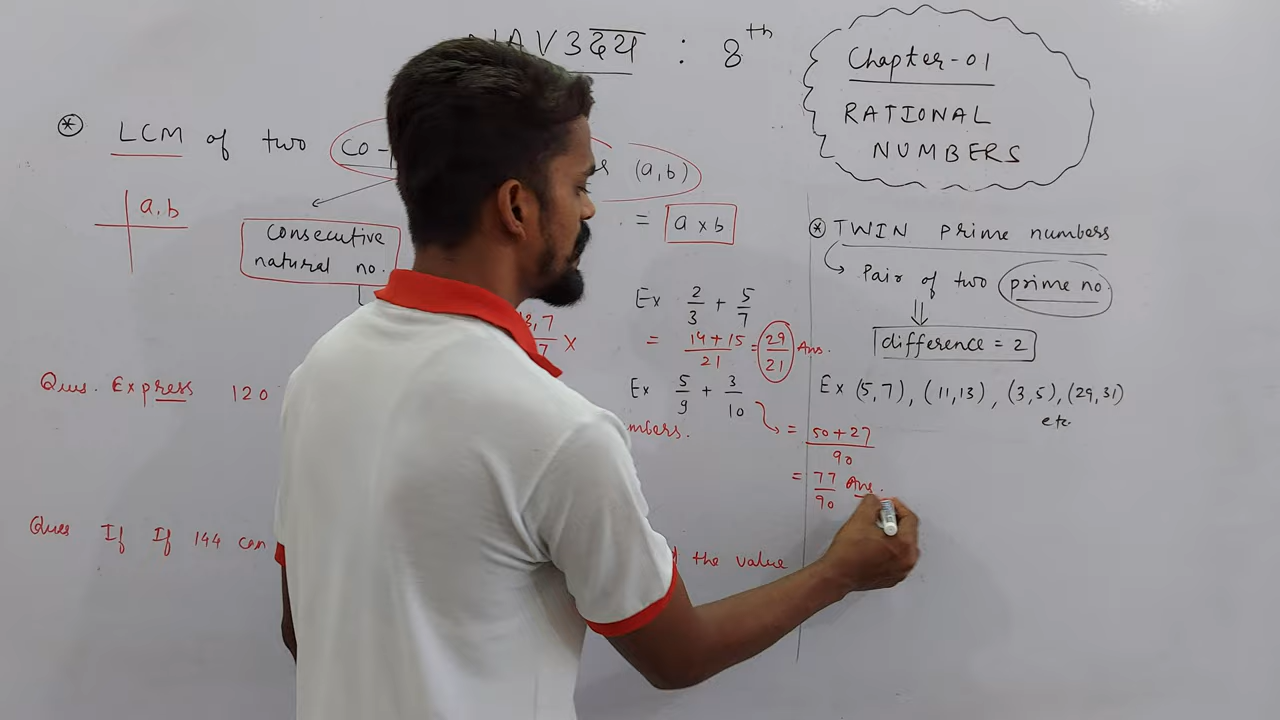 NAV3दय : 8th
Chapter-01
RATIONAL
NUMBERS
* LCM of two co- (a,b)
a,b
= a x b
consecutive
natural no.
Ex 2/3 + 5/7
= 14+15/21 = 29/21 Ans.
Ex 5/9 + 3/10
= 50+27/90
= 77/90 Ans.
Ques. Express 120
mbers.
Ques If If 144 can the value
* TWIN prime numbers
Pair of two prime no.
difference = 2
Ex (5,7), (11,13), (3,5), (29,31)
etc.